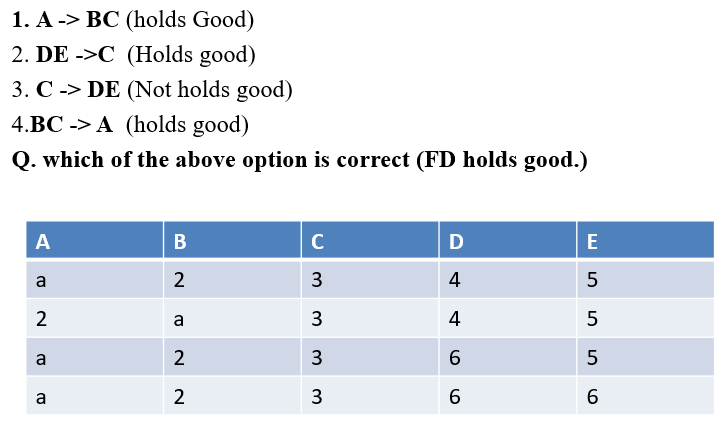 1. A -> BC (holds Good)
2. DE ->C (Holds good)
3. C -> DE (Not holds good)
4.BC -> A (holds good)
Q. which of the above option is correct (FD holds good.)
A B C D E
a 2 3 4 5
2 a 3 4 5
a 2 3 6 5
a 2 3 6 6